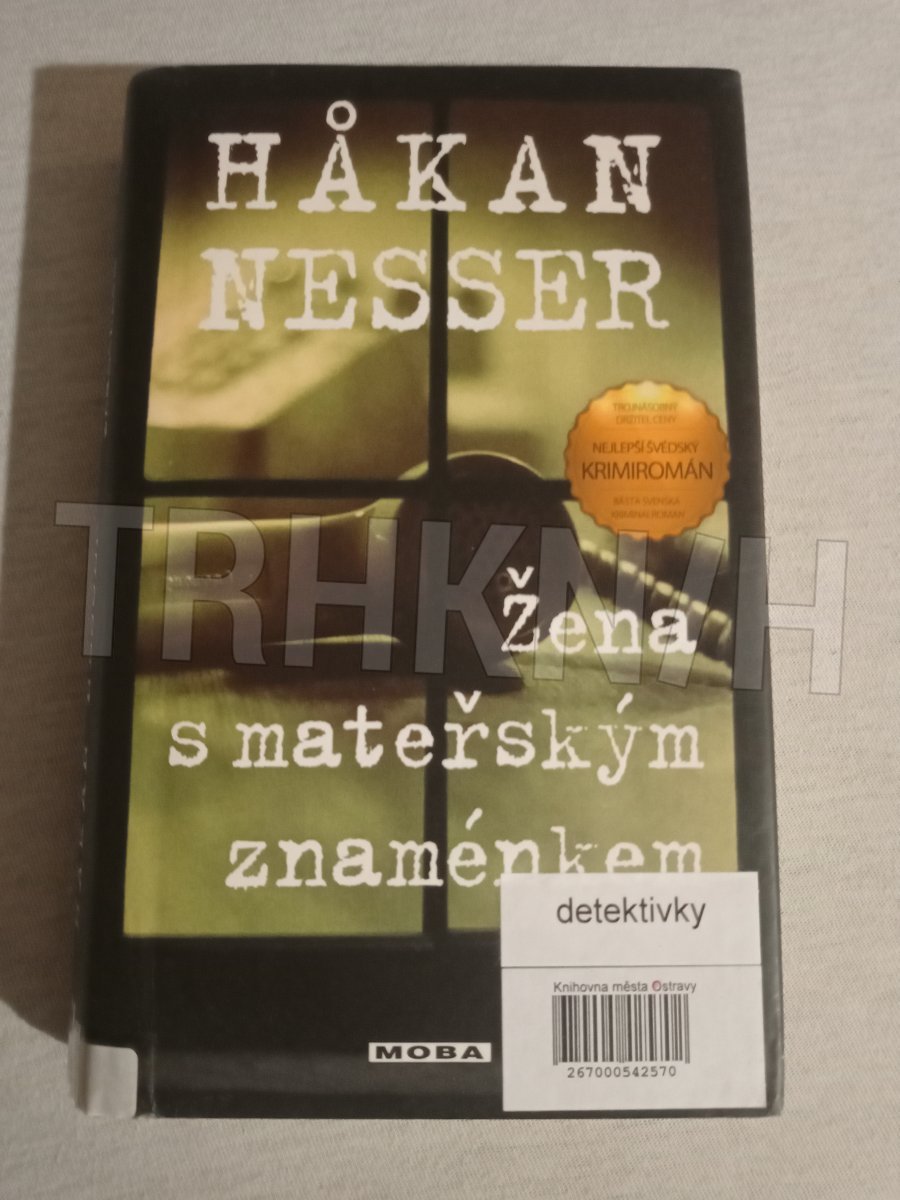 HÅKAN
NESSER
TROJNÁSOBNÝ
DRŽITEL CENY
NEJLEPŠÍ ŠVÉDSKÝ
KRIMIROMÁN
BÄSTA SVENSKA
KRIMINALROMAN
TRHKNIH
Žena
s mateřským
znaménkem
detektivky
Knihovna města Ostravy
267000542570
MOBA